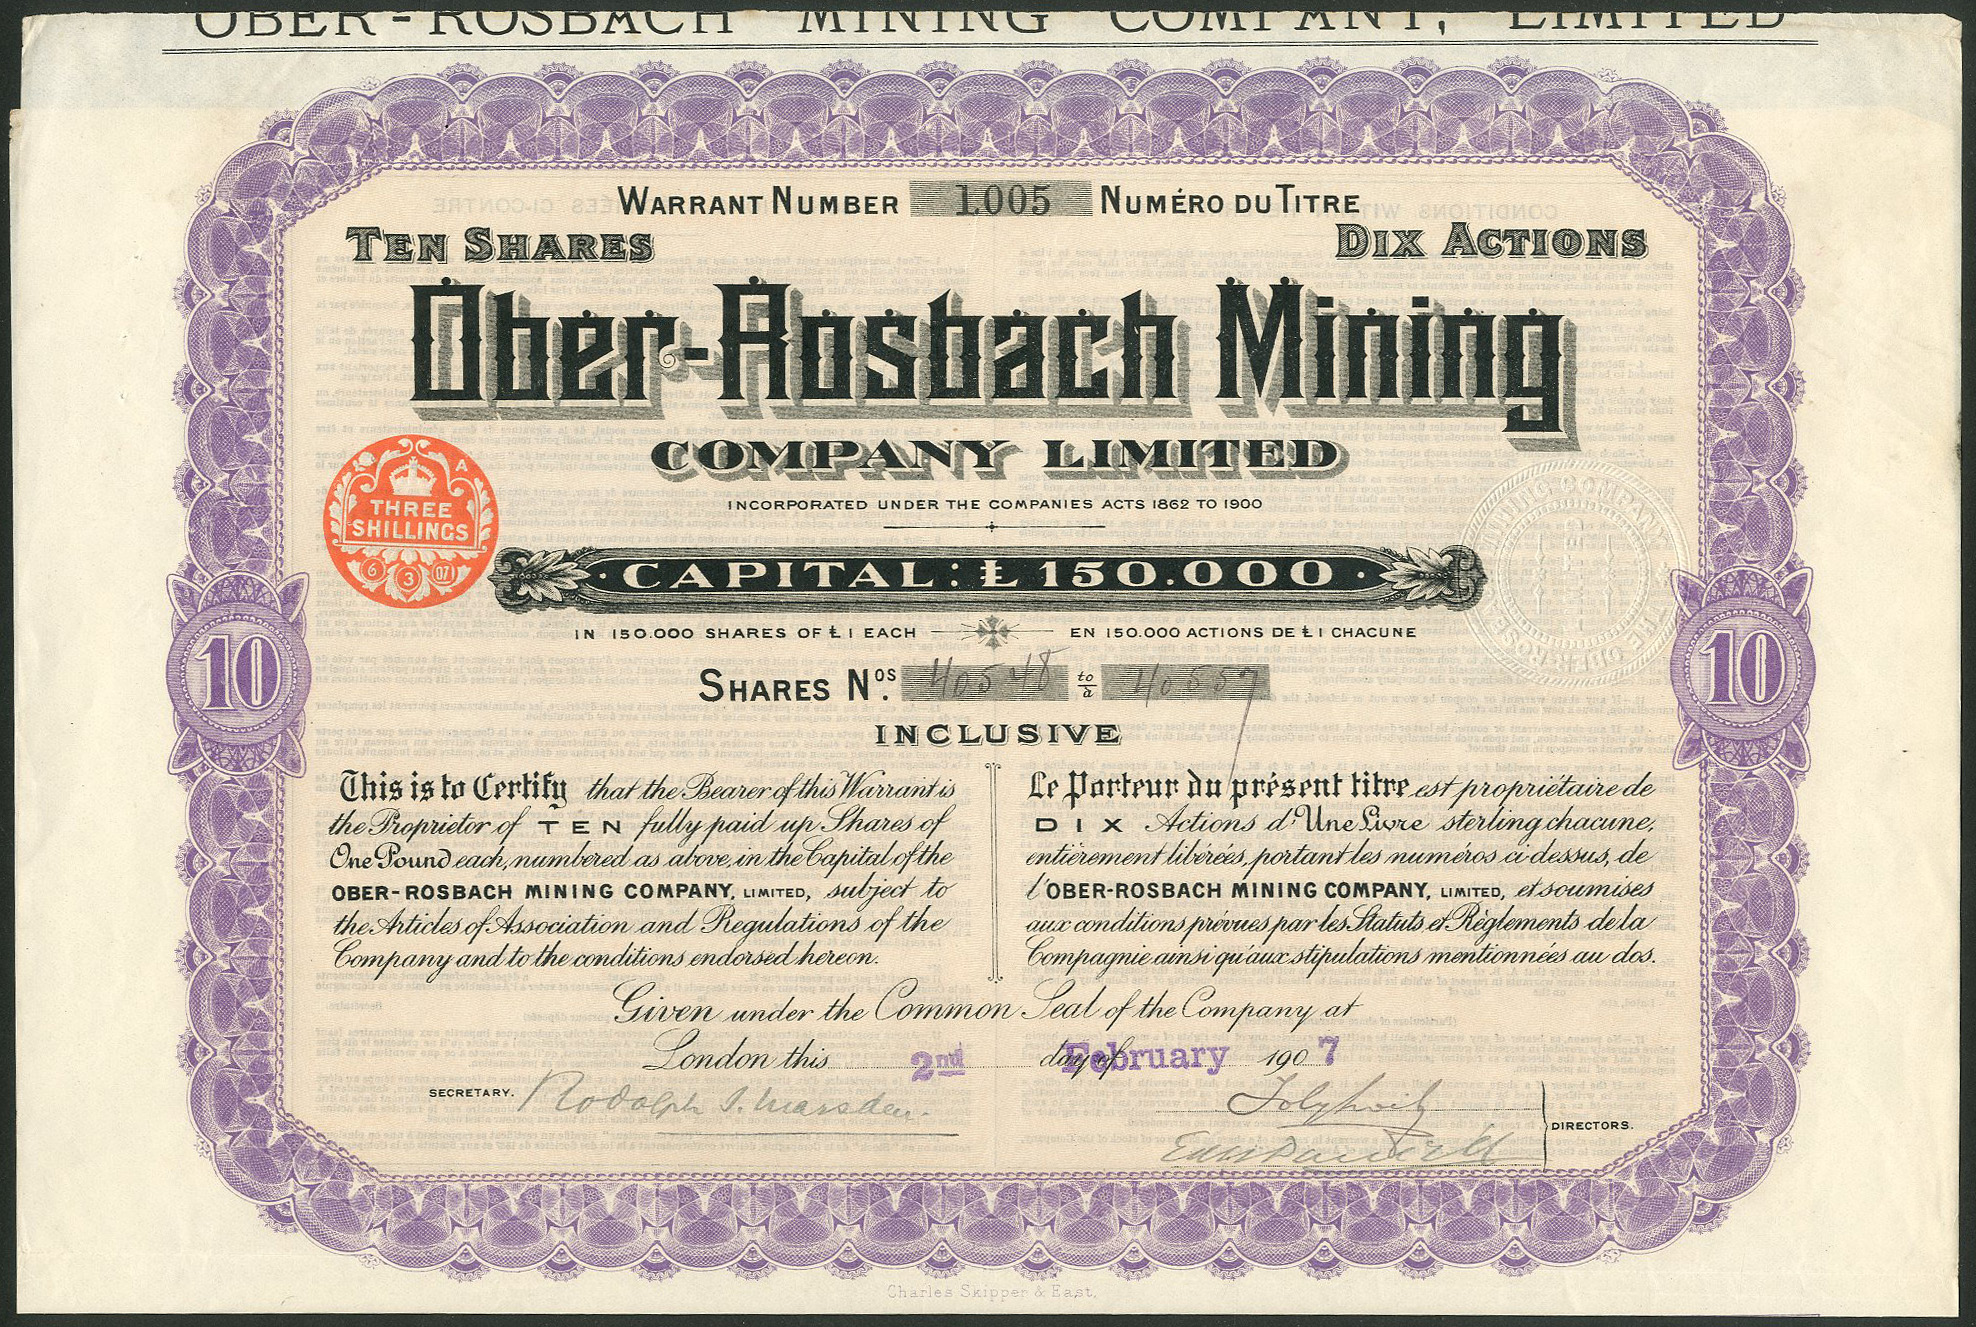 OBER-ROSBACH MINING COMPANY, LIMITED
WARRANT NUMBER 1005 NUMÉRO DU TITRE
TEN SHARES DIX ACTIONS
Ober-Rosbach Mining
COMPANY LIMITED
INCORPORATED UNDER THE COMPANIES ACTS 1862 TO 1900
A
THREE
SHILLINGS
6 3 07
CAPITAL: £150.000
IN 150.000 SHARES OF £1 EACH EN 150.000 ACTIONS DE £1 CHACUNE
SHARES NOS. 40548 to/à 40557
INCLUSIVE
10 10
This is to Certify that the Bearer of this Warrant is
the Proprietor of TEN fully paid up Shares of
One Pound each, numbered as above, in the Capital of the
OBER-ROSBACH MINING COMPANY, LIMITED, subject to
the Articles of Association and Regulations of the
Company and to the conditions endorsed hereon.
Le Porteur du présent titre est propriétaire de
DIX Actions d'Une Livre sterling chacune,
entièrement libérées, portant les numéros ci-dessus, de
l'OBER-ROSBACH MINING COMPANY, LIMITED, et soumises
aux conditions prévues par les Statuts et Règlements de la
Compagnie ainsi qu'aux stipulations mentionnées au dos.
Given under the Common Seal of the Company at
London this 2nd day of February 1907
SECRETARY. Rodolph S. Marsden.
DIRECTORS.
Charles Skipper & East.